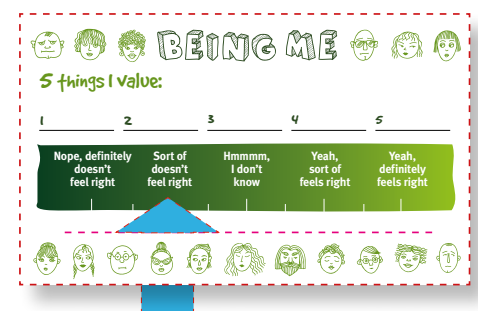 BEING ME
5 things I value:
1 2 3 4 5
Nope, definitely doesn't feel right
Sort of doesn't feel right
Hmmmm, I don't know
Yeah, sort of feels right
Yeah, definitely feels right